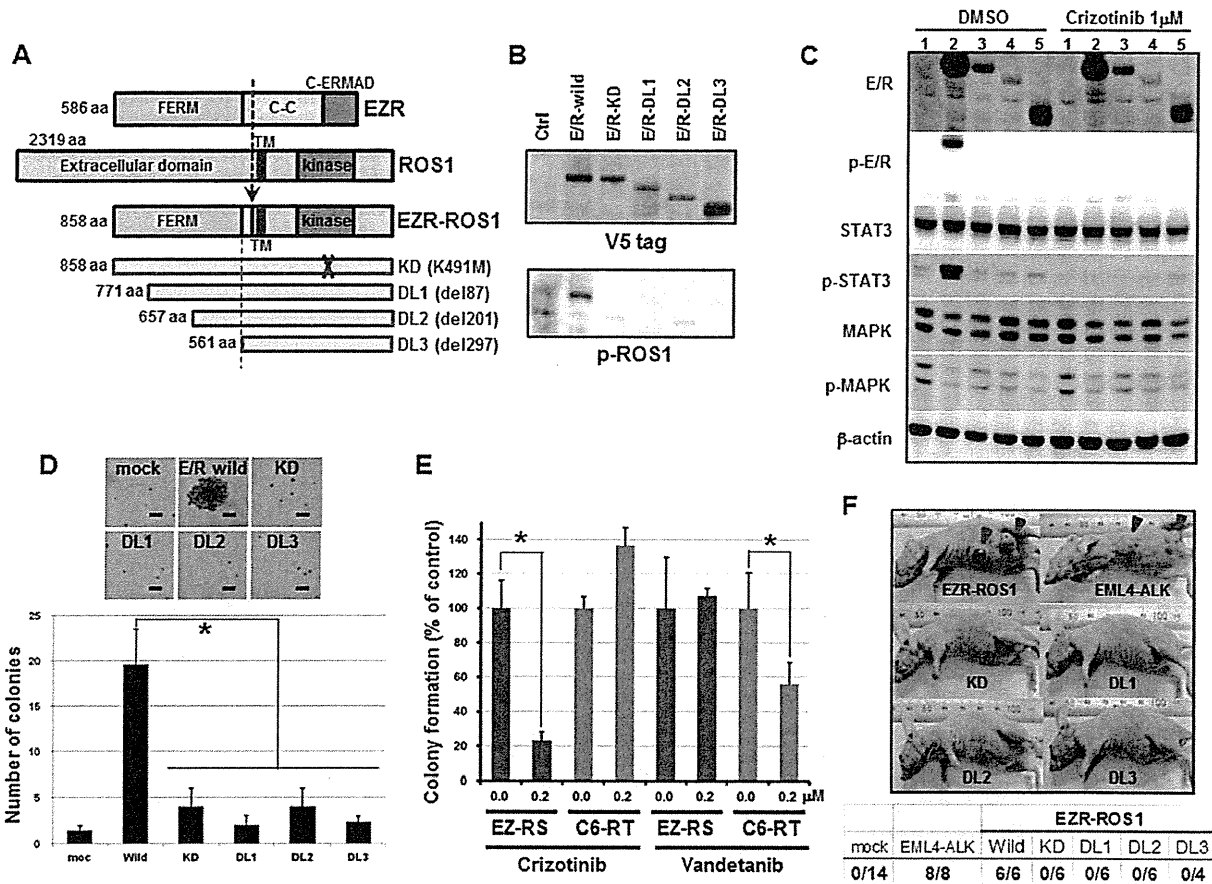 A
C-ERMAD
586 aa FERM C-C EZR
2319 aa TM
Extracellular domain kinase ROS1
858 aa FERM kinase EZR-ROS1
TM
858 aa X KD (K491M)
771 aa DL1 (del87)
657 aa DL2 (del201)
561 aa DL3 (del297)
B
Ctrl E/R-wild E/R-KD E/R-DL1 E/R-DL2 E/R-DL3
V5 tag
p-ROS1
C
DMSO Crizotinib 1μM
1 2 3 4 5 1 2 3 4 5
E/R
p-E/R
STAT3
p-STAT3
MAPK
p-MAPK
β-actin
D
mock E/R wild KD
DL1 DL2 DL3
Number of colonies
25
20
15
10
5
0
*
moc Wild KD DL1 DL2 DL3
E
Colony formation (% of control)
140
120
100
80
60
40
20
0
* *
0.0 0.2 0.0 0.2 0.0 0.2 0.0 0.2 μM
EZ-RS C6-RT EZ-RS C6-RT
Crizotinib Vandetanib
F
EZR-ROS1 EML4-ALK
KD DL1
DL2 DL3
EZR-ROS1
mock EML4-ALK Wild KD DL1 DL2 DL3
0/14 8/8 6/6 0/6 0/6 0/6 0/4